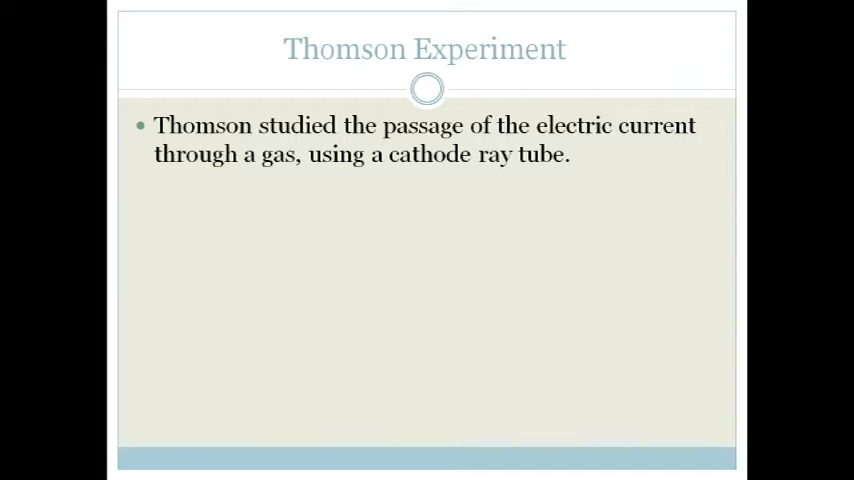 Thomson Experiment
• Thomson studied the passage of the electric current
through a gas, using a cathode ray tube.